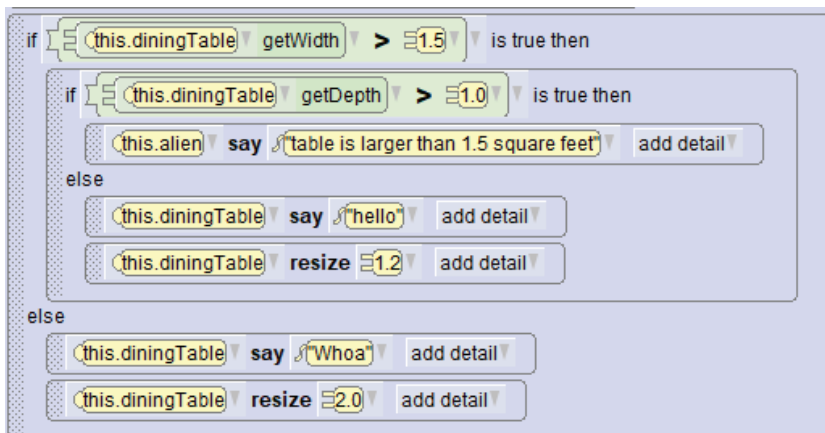 if this.diningTable getWidth > 1.5 is true then
if this.diningTable getDepth > 1.0 is true then
this.alien say "table is larger than 1.5 square feet" add detail
else
this.diningTable say "hello" add detail
this.diningTable resize 1.2 add detail
else
this.diningTable say "Whoa" add detail
this.diningTable resize 2.0 add detail